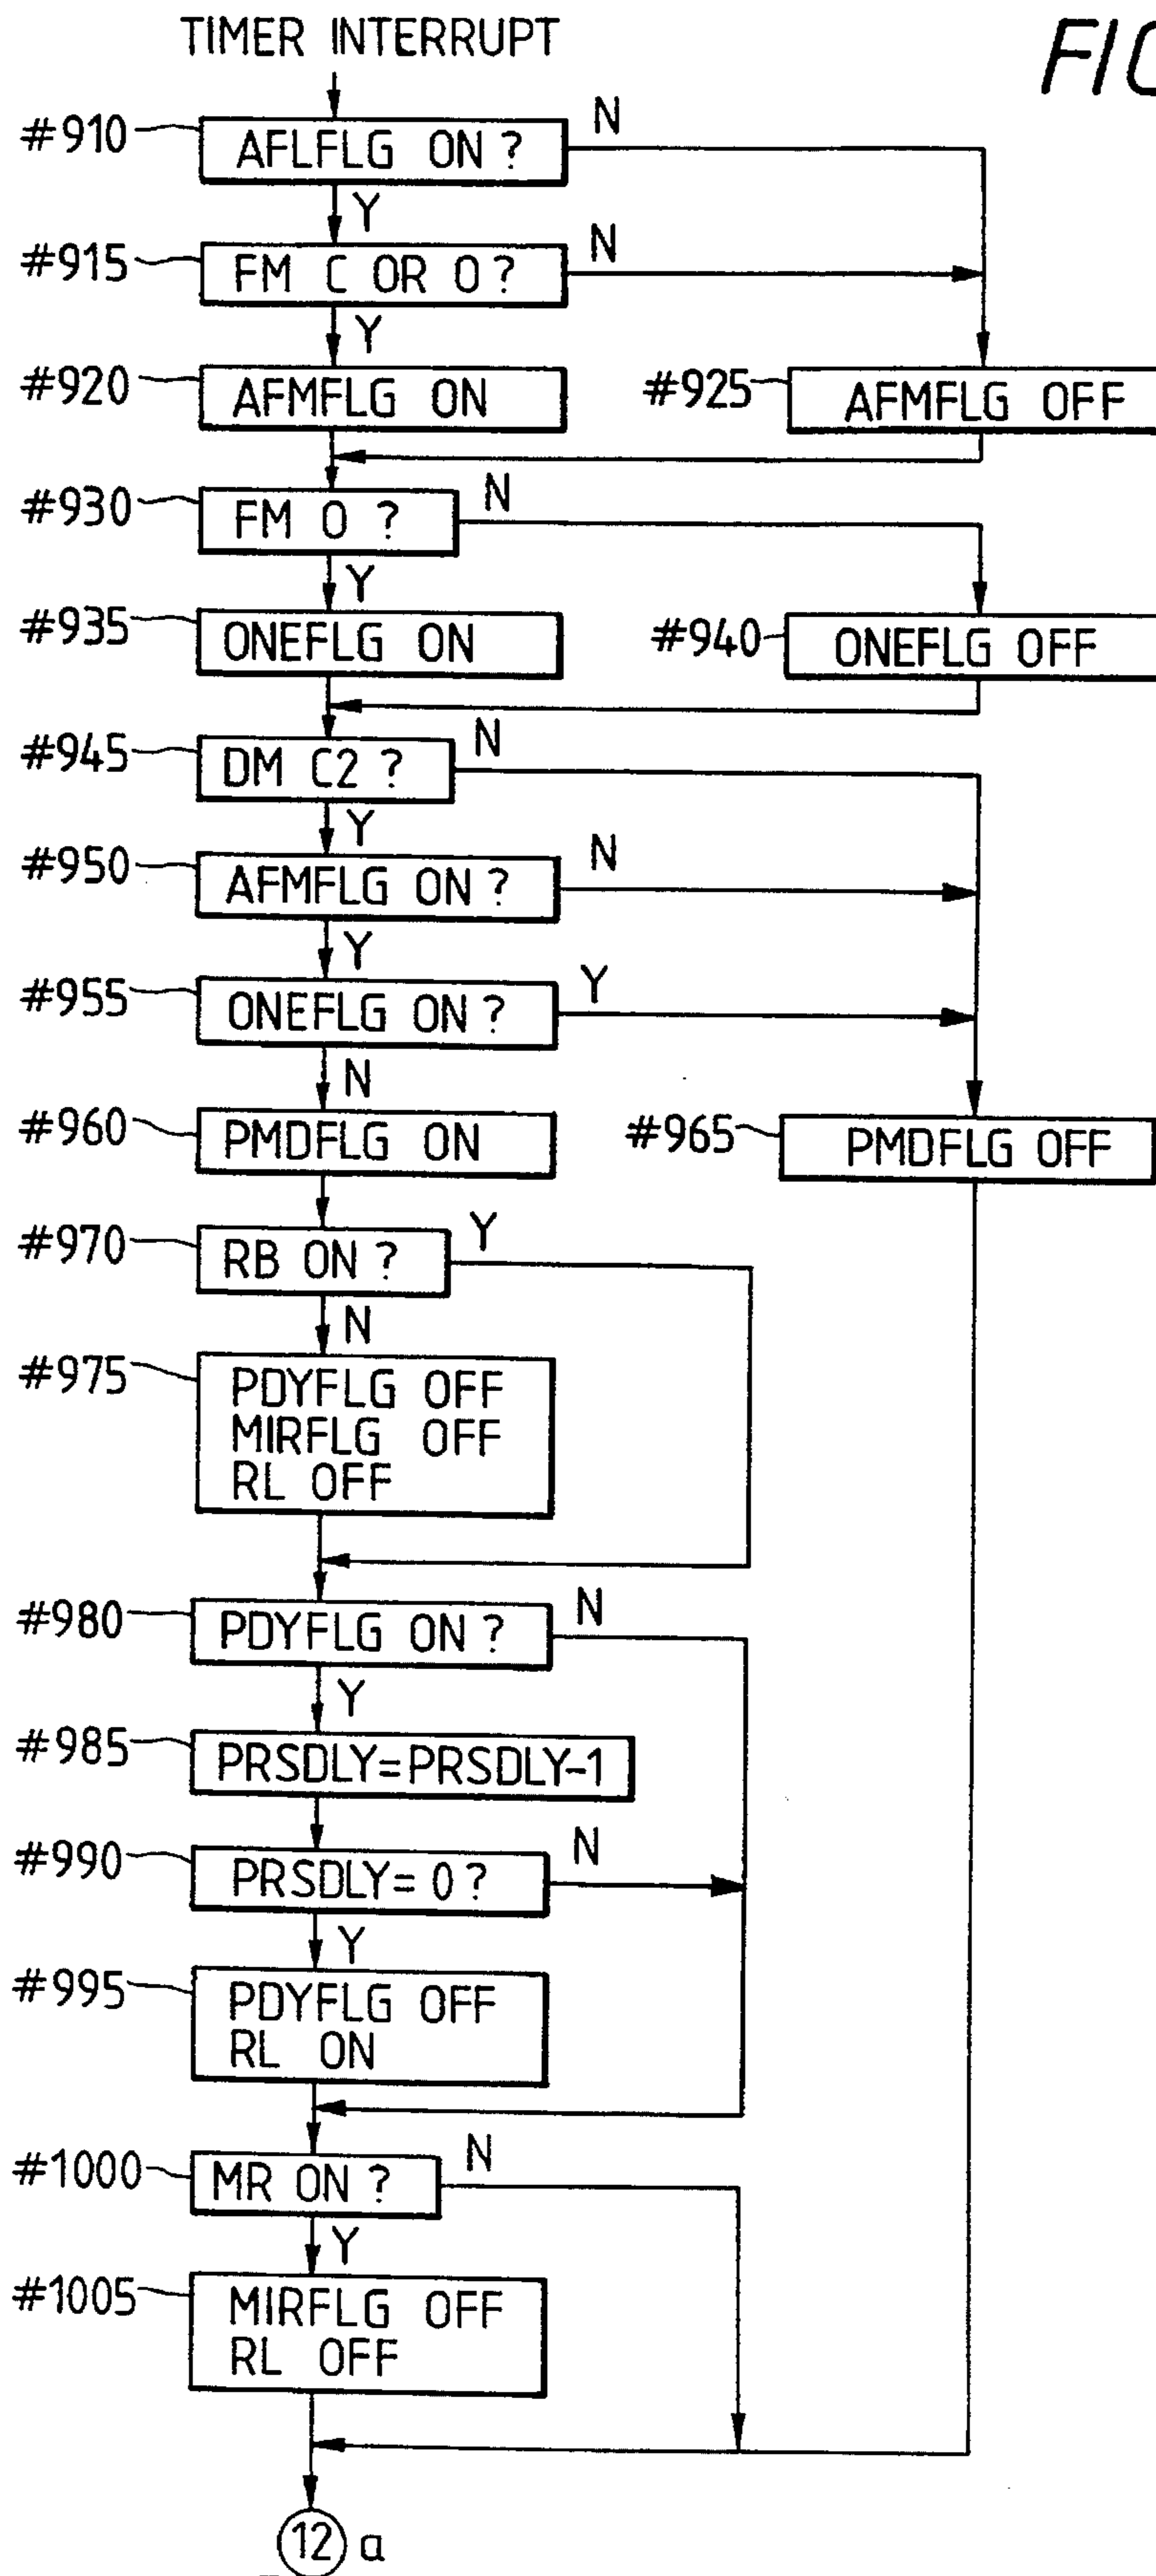 TIMER INTERRUPT
FIG
#910 AFLFLG ON ? N
Y
#915 FM C OR O ? N
Y
#920 AFMFLG ON
#925 AFMFLG OFF
#930 FM O ? N
Y
#935 ONEFLG ON
#940 ONEFLG OFF
#945 DM C2 ? N
Y
#950 AFMFLG ON ? N
Y
#955 ONEFLG ON ? Y
N
#960 PMDFLG ON
#965 PMDFLG OFF
#970 RB ON ? Y
N
#975 PDYFLG OFF
MIRFLG OFF
RL OFF
#980 PDYFLG ON ? N
Y
#985 PRSDLY=PRSDLY-1
#990 PRSDLY= 0 ? N
Y
#995 PDYFLG OFF
RL ON
#1000 MR ON ? N
Y
#1005 MIRFLG OFF
RL OFF
12 a